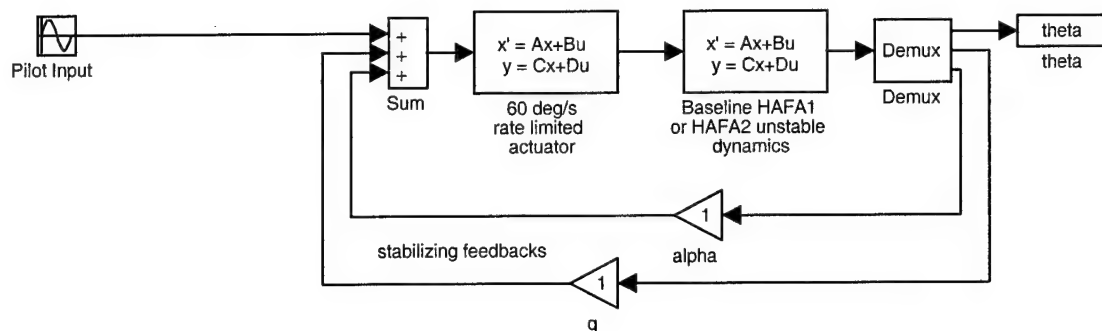 Pilot Input
+
+
+
Sum
x' = Ax+Bu
y = Cx+Du
60 deg/s
rate limited
actuator
x' = Ax+Bu
y = Cx+Du
Baseline HAFA1
or HAFA2 unstable
dynamics
Demux
Demux
theta
theta
1
alpha
stabilizing feedbacks
1
q